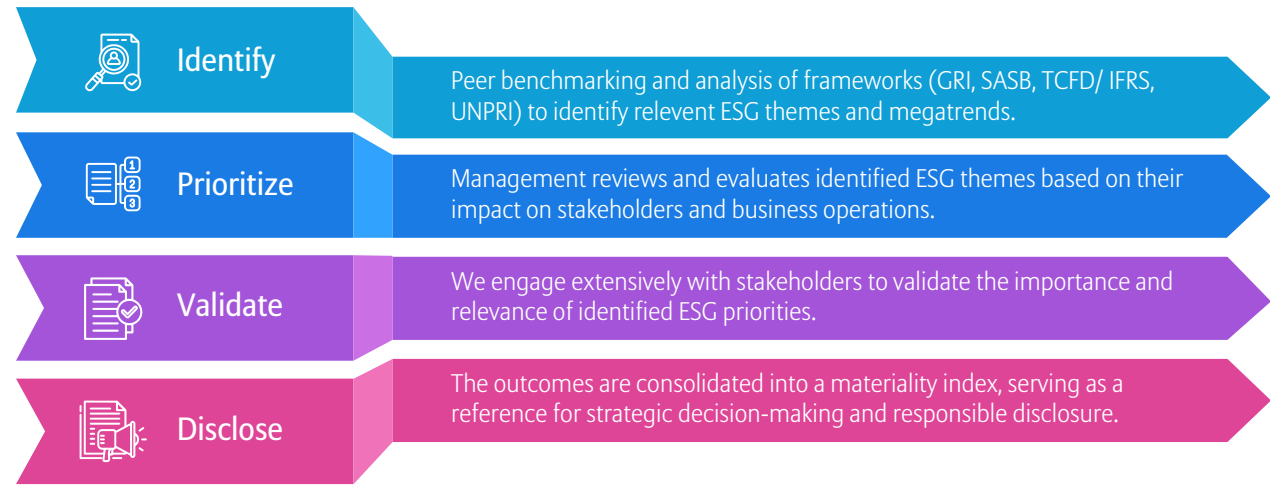 Identify
Peer benchmarking and analysis of frameworks (GRI, SASB, TCFD/ IFRS,
UNPRI) to identify relevent ESG themes and megatrends.
1
2
3
Prioritize
Management reviews and evaluates identified ESG themes based on their
impact on stakeholders and business operations.
Validate
We engage extensively with stakeholders to validate the importance and
relevance of identified ESG priorities.
Disclose
The outcomes are consolidated into a materiality index, serving as a
reference for strategic decision-making and responsible disclosure.